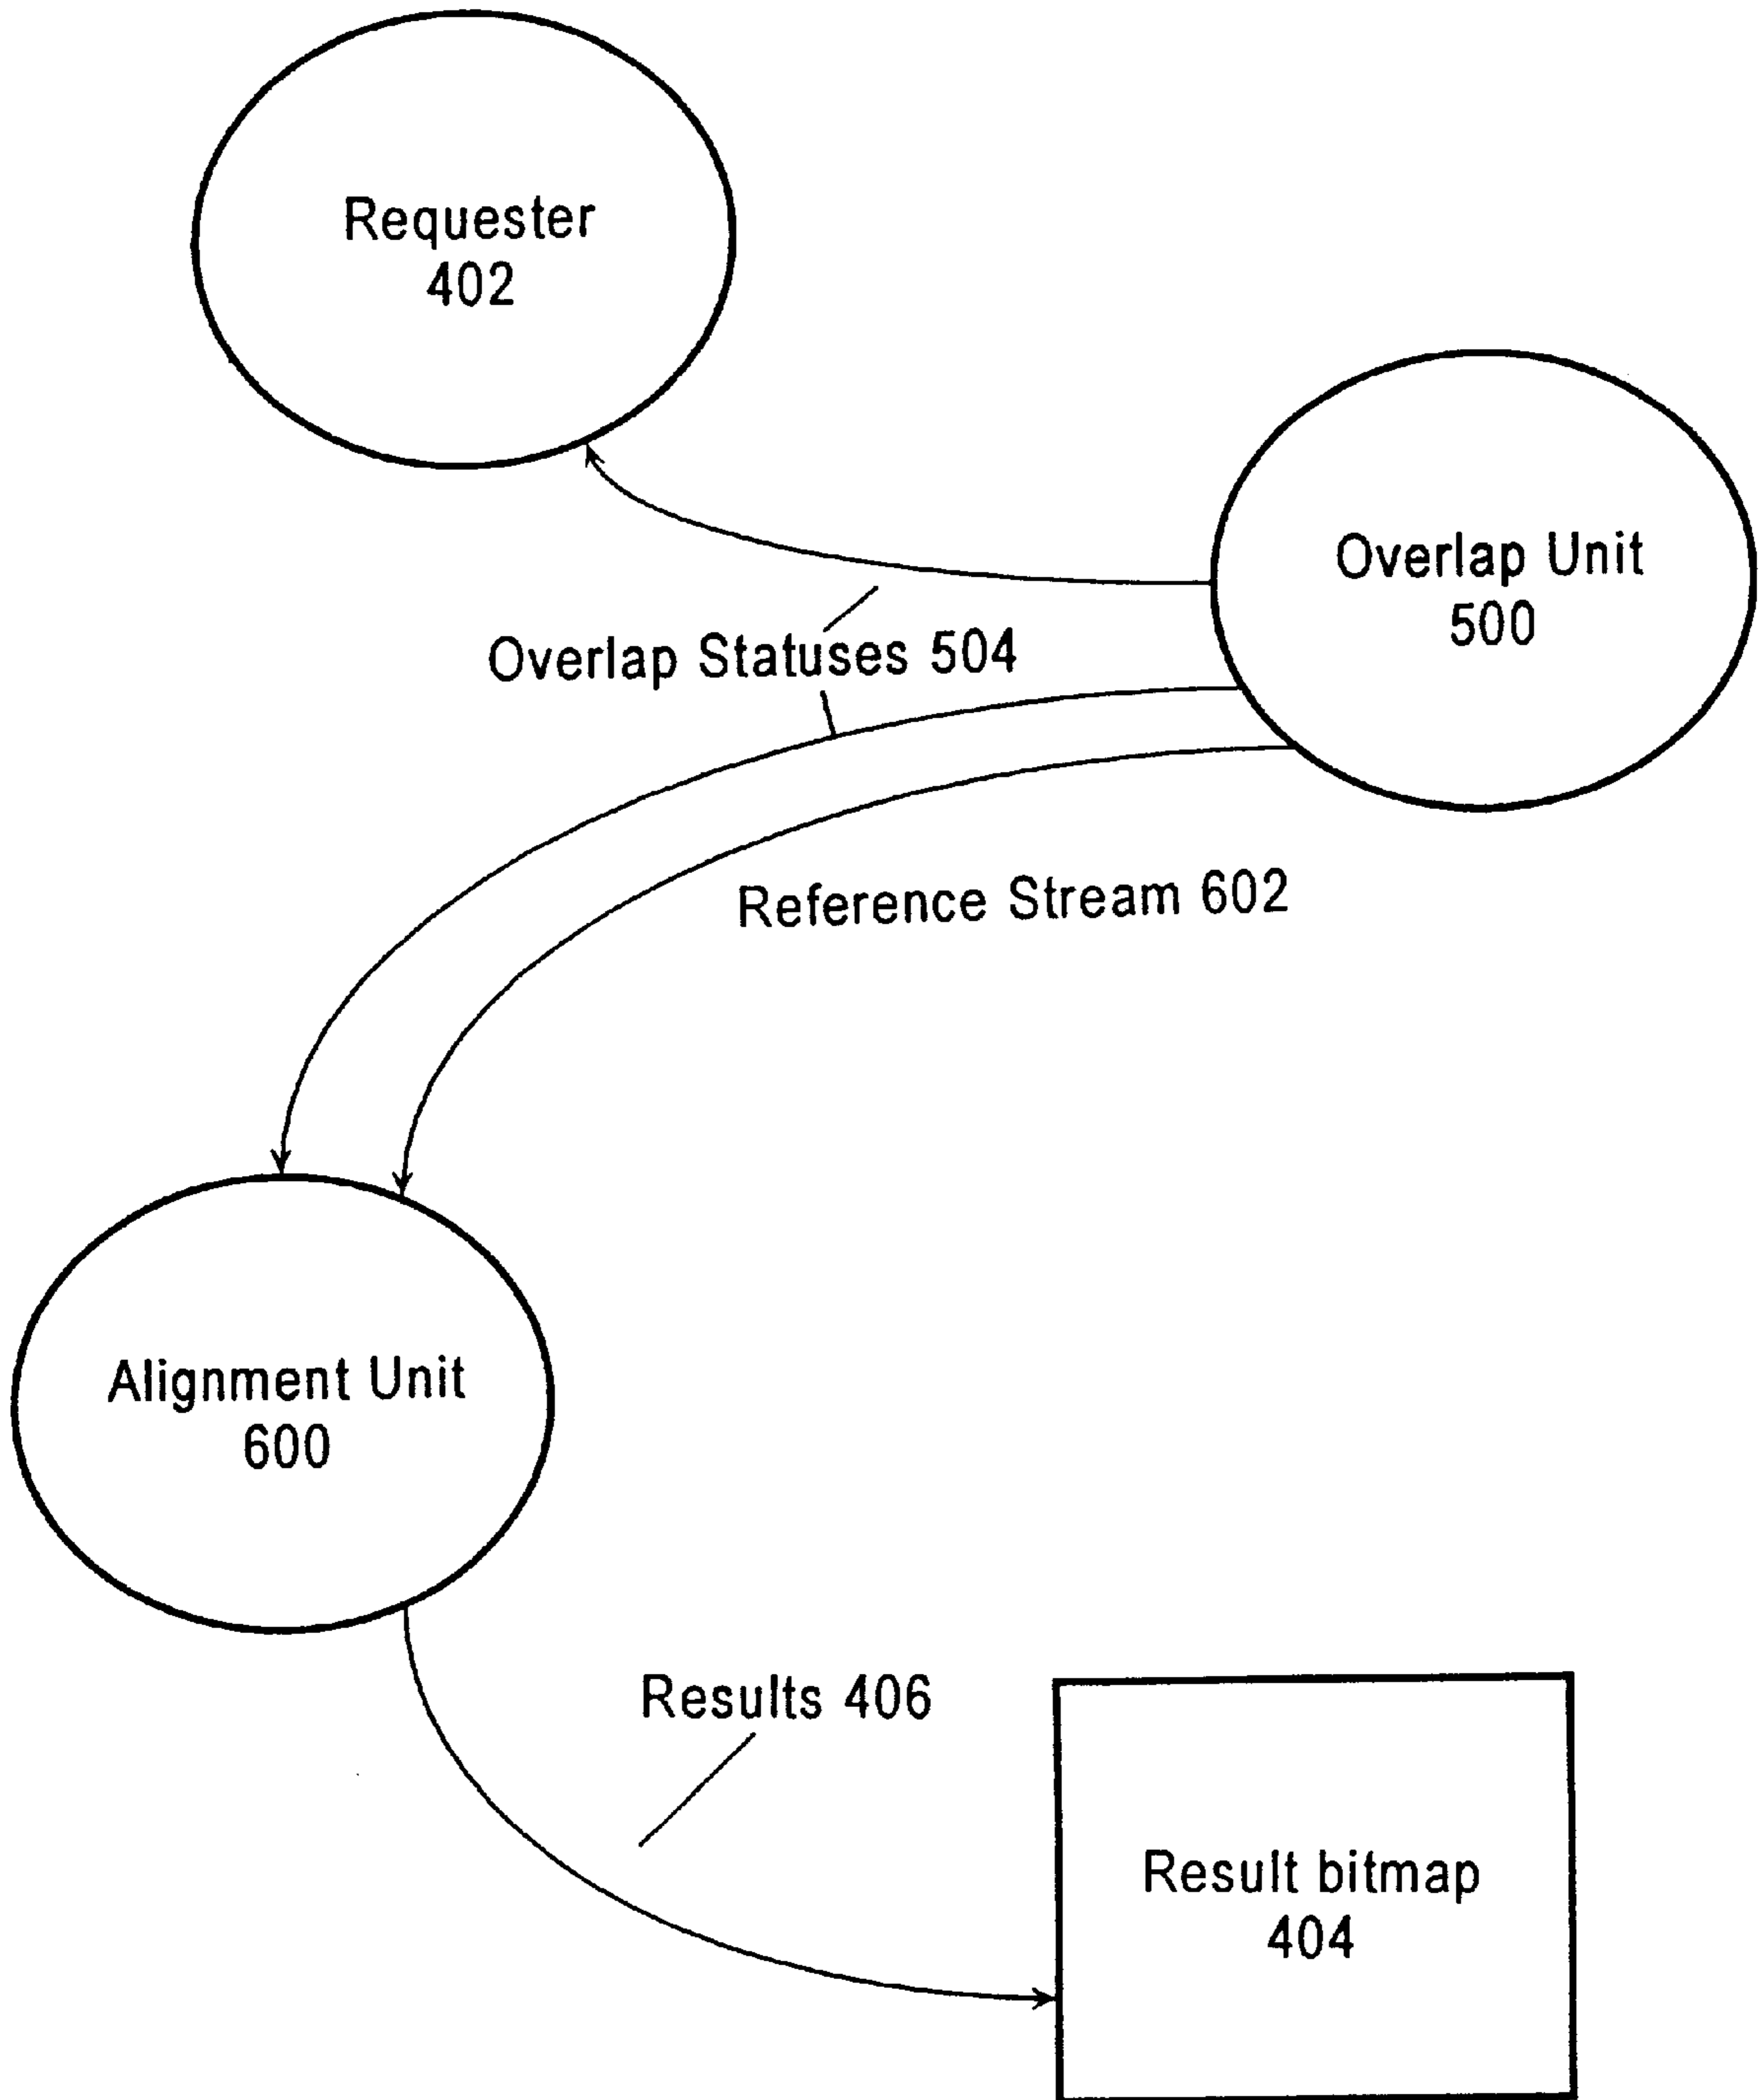 Requester
402
Overlap Unit
500
Overlap Statuses 504
Reference Stream 602
Alignment Unit
600
Results 406
Result bitmap
404